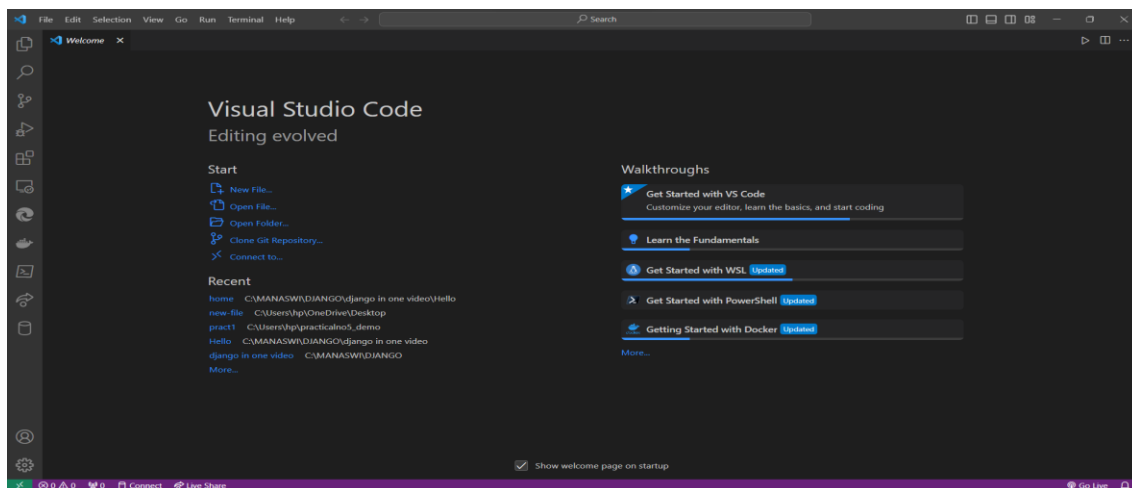 File Edit Selection View Go Run Terminal Help
Search
Welcome
Visual Studio Code
Editing evolved
Start
New File...
Open File...
Open Folder...
Clone Git Repository...
Connect to...
Recent
home C:\MANASWI\DJANGO\django in one video\Hello
new-file C:\Users\hp\OneDrive\Desktop
pract1 C:\Users\hp\practicalno5_demo
Hello C:\MANASWI\DJANGO\django in one video
django in one video C:\MANASWI\DJANGO
More...
Walkthroughs
Get Started with VS Code
Customize your editor, learn the basics, and start coding
Learn the Fundamentals
Get Started with WSL Updated
Get Started with PowerShell Updated
Getting Started with Docker Updated
More...
Show welcome page on startup
0 0 0 Connect Live Share Go Live